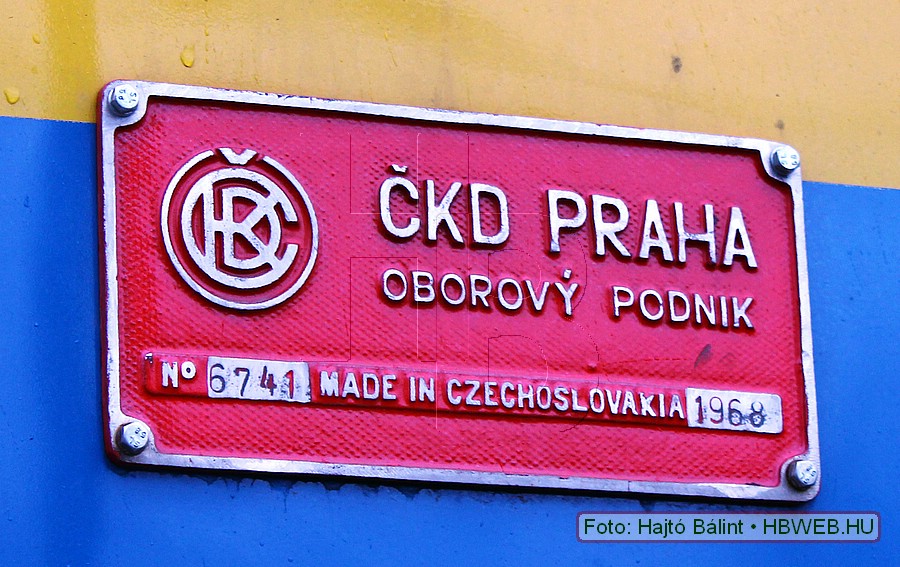 ČKD PRAHA
OBOROVÝ PODNIK
Nº 6741 MADE IN CZECHOSLOVAKIA 1968
Foto: Hajtó Bálint • HBWEB.HU